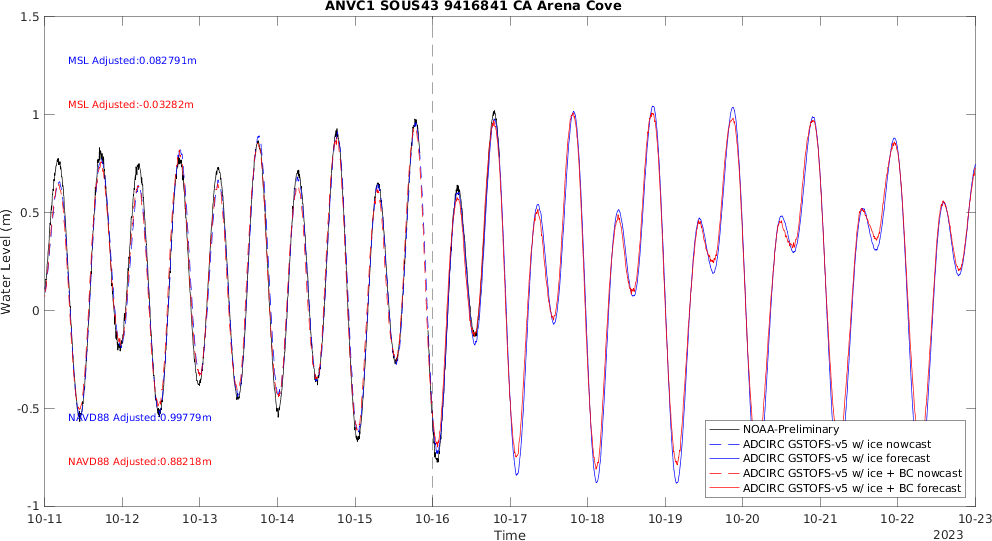 ANVC1 SOUS43 9416841 CA Arena Cove
1.5
MSL Adjusted:0.082791m
MSL Adjusted:-0.03282m
1
0.5
Water Level (m)
0
-0.5
NAVD88 Adjusted:0.99779m
NAVD88 Adjusted:0.88218m
-1
NOAA-Preliminary
ADCIRC GSTOFS-v5 w/ ice nowcast
ADCIRC GSTOFS-v5 w/ ice forecast
ADCIRC GSTOFS-v5 w/ ice + BC nowcast
ADCIRC GSTOFS-v5 w/ ice + BC forecast
10-11 10-12 10-13 10-14 10-15 10-16 10-17 10-18 10-19 10-20 10-21 10-22 10-23
Time
2023